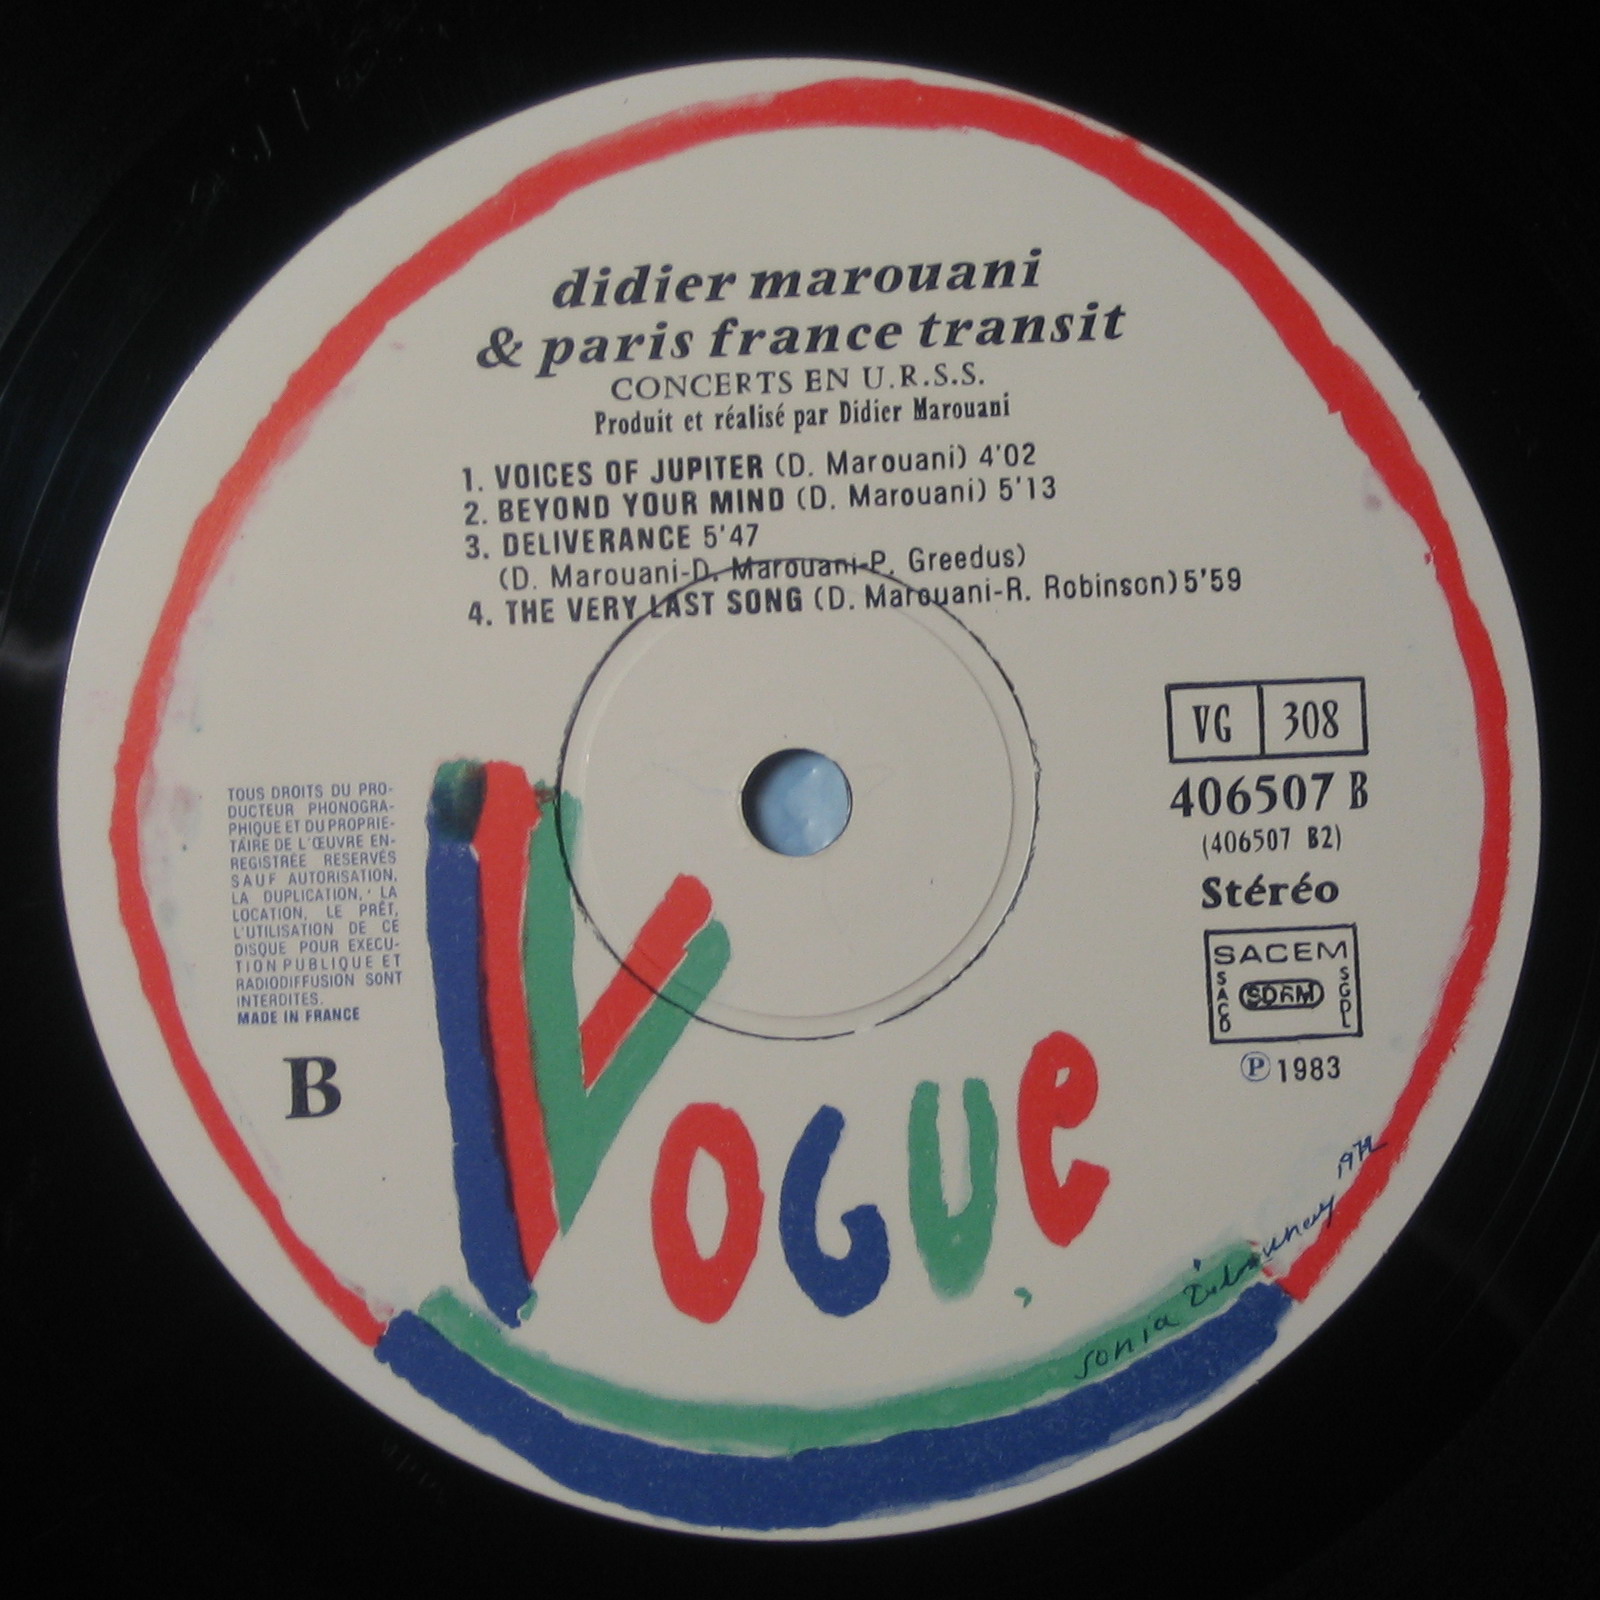 didier marouani
& paris france transit
CONCERTS EN U.R.S.S.
Produit et réalisé par Didier Marouani
1. VOICES OF JUPITER (D. Marouani) 4'02
2. BEYOND YOUR MIND (D. Marouani) 5'13
3. DELIVERANCE 5'47
(D. Marouani-D. Marouani-P. Greedus)
4. THE VERY LAST SONG (D. Marouani-R. Robinson) 5'59
VG 308
406507 B
(406507 B2)
Stéréo
SACEM
SACD SDRM SGDL
℗ 1983
TOUS DROITS DU PRO-
DUCTEUR PHONOGRA-
PHIQUE ET DU PROPRIE-
TAIRE DE L'ŒUVRE EN-
REGISTRÉE RESERVÉS
SAUF AUTORISATION,
LA DUPLICATION, LA
LOCATION, LE PRÊT,
L'UTILISATION DE CE
DISQUE POUR EXECU-
TION PUBLIQUE ET
RADIODIFFUSION SONT
INTERDITES.
MADE IN FRANCE
B
VOGUE
sonia Delaunay 1972